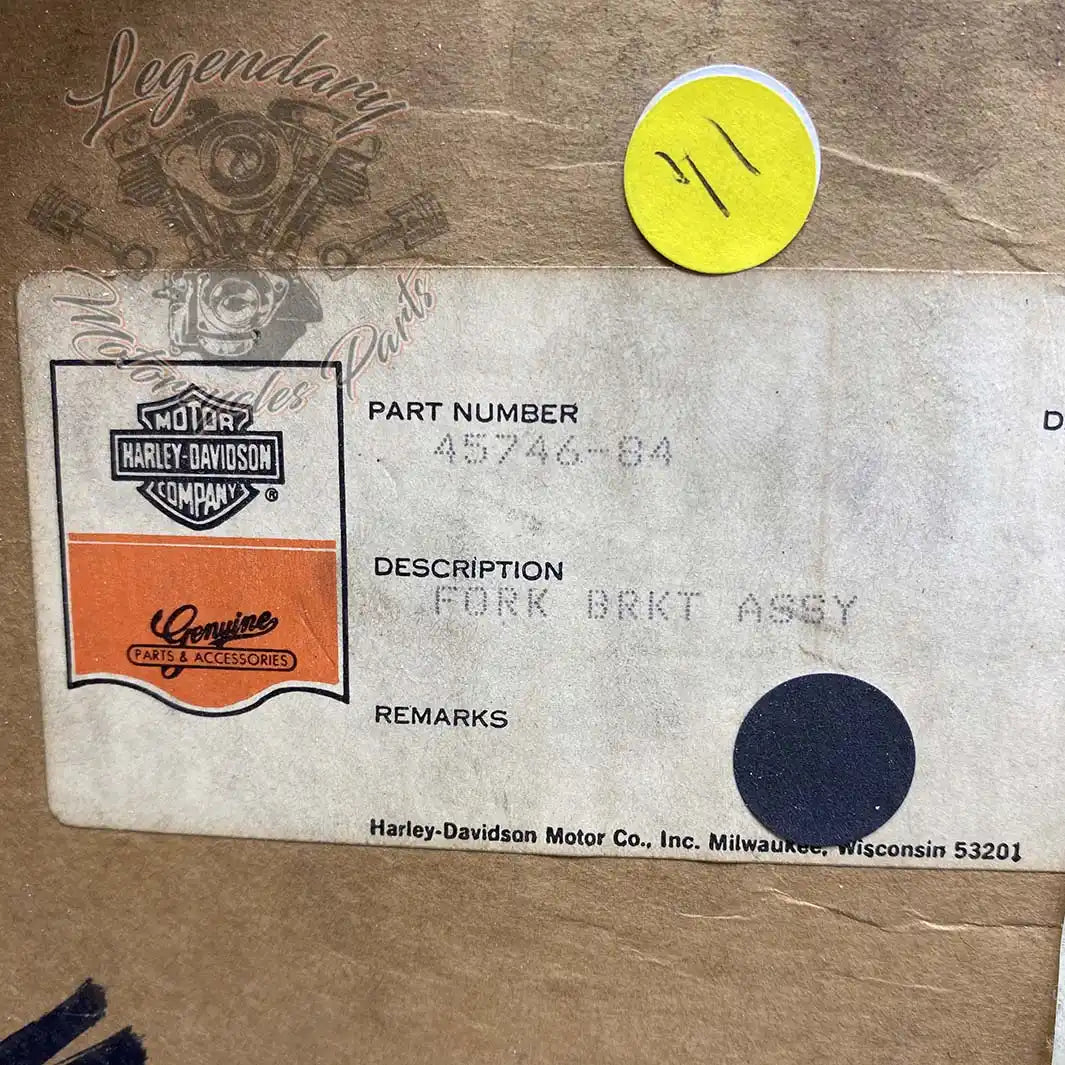 Legendary
Motorcycles Parts
MOTOR
HARLEY-DAVIDSON
COMPANY
®
Genuine
PARTS & ACCESSORIES
PART NUMBER
45746-84
DESCRIPTION
FORK BRKT ASSY
REMARKS
Harley-Davidson Motor Co., Inc. Milwaukee, Wisconsin 53201
D